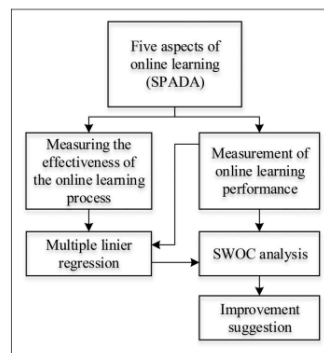 Five aspects of
online learning
(SPADA)
Measuring the
effectiveness of
the online learning
process
Measurement of
online learning
performance
Multiple linier
regression
SWOC analysis
Improvement
suggestion